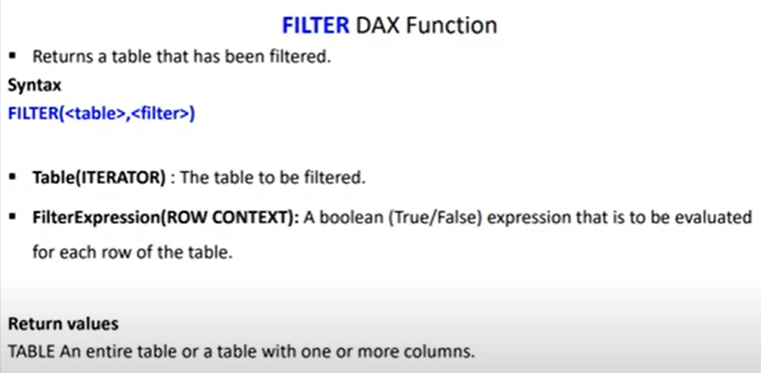 FILTER DAX Function
▪ Returns a table that has been filtered.
Syntax
FILTER(<table>,<filter>)
▪ Table(ITERATOR) : The table to be filtered.
▪ FilterExpression(ROW CONTEXT): A boolean (True/False) expression that is to be evaluated
for each row of the table.
Return values
TABLE An entire table or a table with one or more columns.